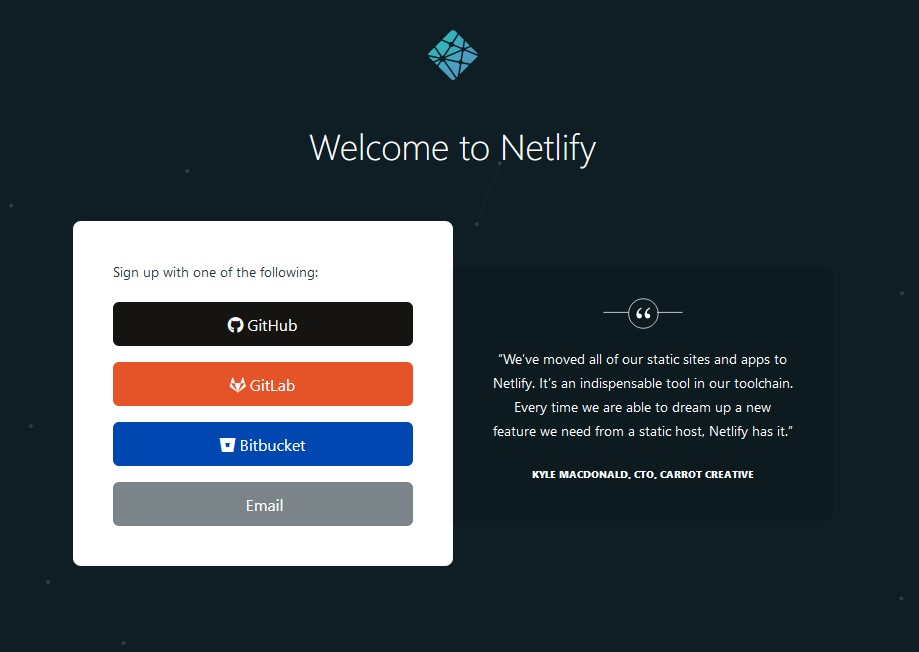 Welcome to Netlify
Sign up with one of the following:
GitHub
GitLab
Bitbucket
Email
“We’ve moved all of our static sites and apps to
Netlify. It’s an indispensable tool in our toolchain.
Every time we are able to dream up a new
feature we need from a static host, Netlify has it.”
KYLE MACDONALD, CTO, CARROT CREATIVE